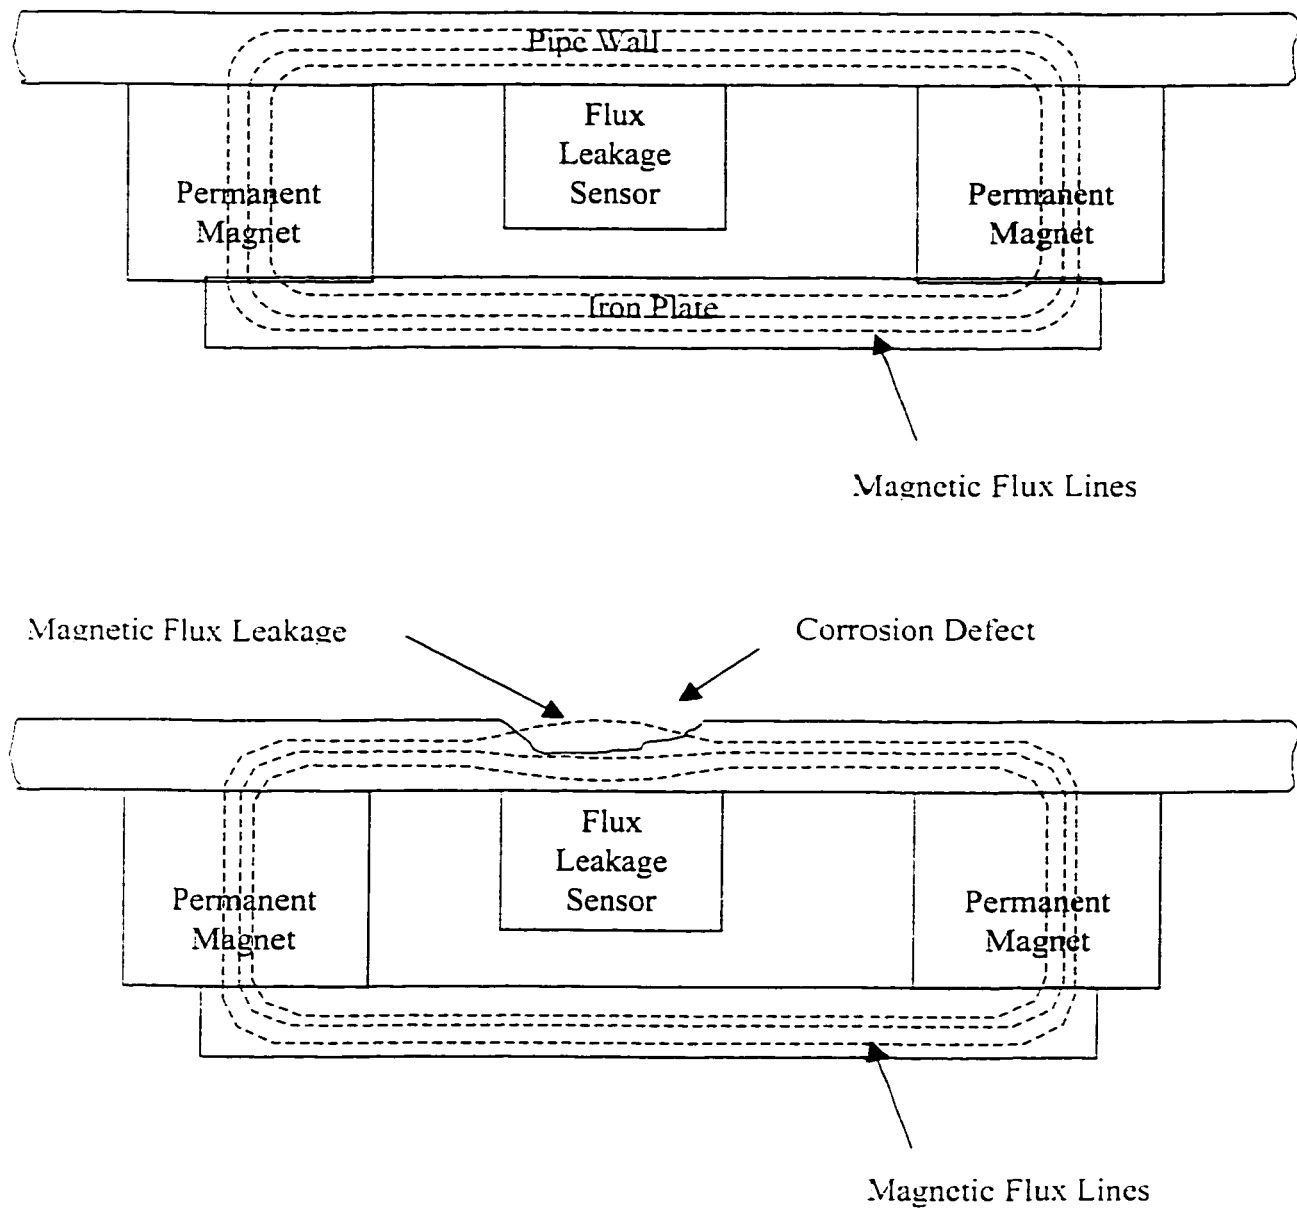 Pipe Wall
Flux
Leakage
Sensor
Permanent
Magnet
Permanent
Magnet
Iron Plate
Magnetic Flux Lines
Magnetic Flux Leakage
Corrosion Defect
Flux
Leakage
Sensor
Permanent
Magnet
Permanent
Magnet
Magnetic Flux Lines